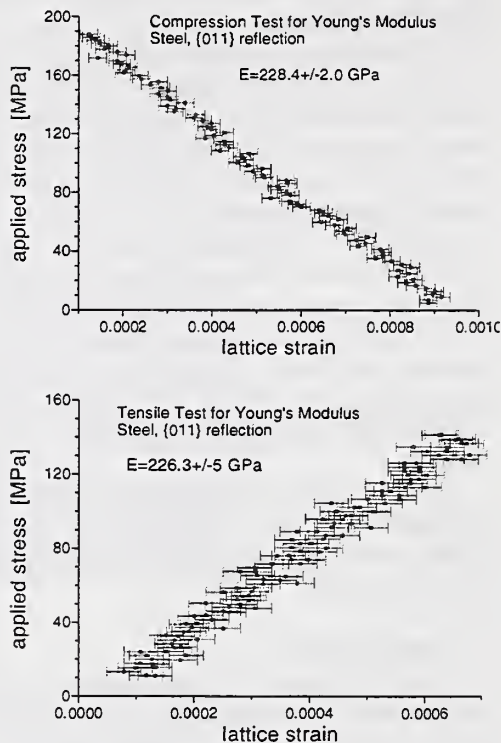 Compression Test for Young's Modulus
Steel, {011} reflection
E=228.4+/-2.0 GPa
applied stress [MPa]
200
160
120
80
40
0
0.0002 0.0004 0.0006 0.0008 0.0010
lattice strain
Tensile Test for Young's Modulus
Steel, {011} reflection
E=226.3+/-5 GPa
applied stress [MPa]
160
120
80
40
0
0.0000 0.0002 0.0004 0.0006
lattice strain